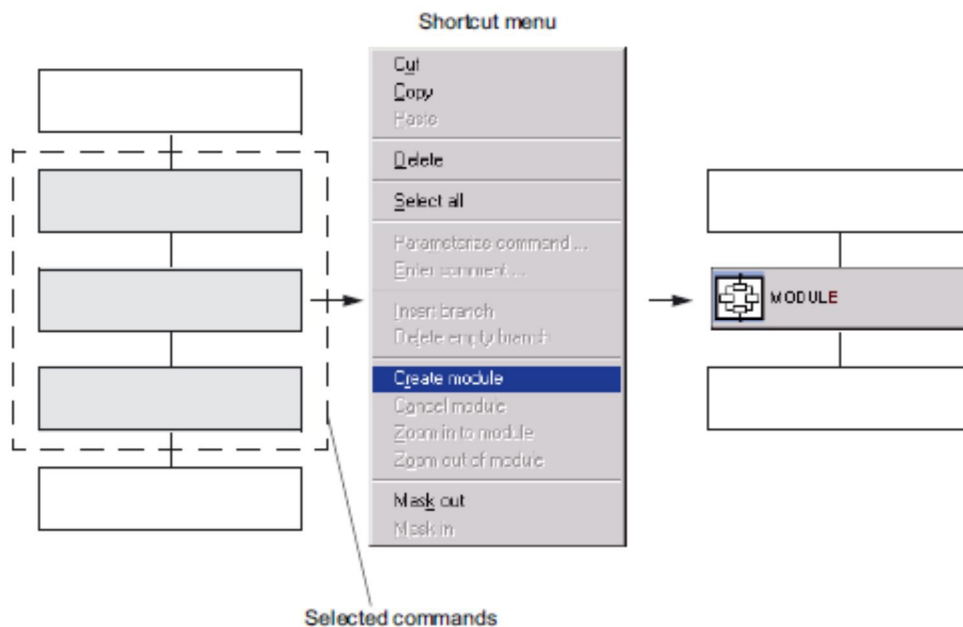 Shortcut menu
Cut
Copy
Paste
Delete
Select all
Parameterize command ...
Enter comment ...
Insert branch
Delete empty branch
Create module
Cancel module
Zoom in to module
Zoom out of module
Mask out
Mask in
MODULE
Selected commands